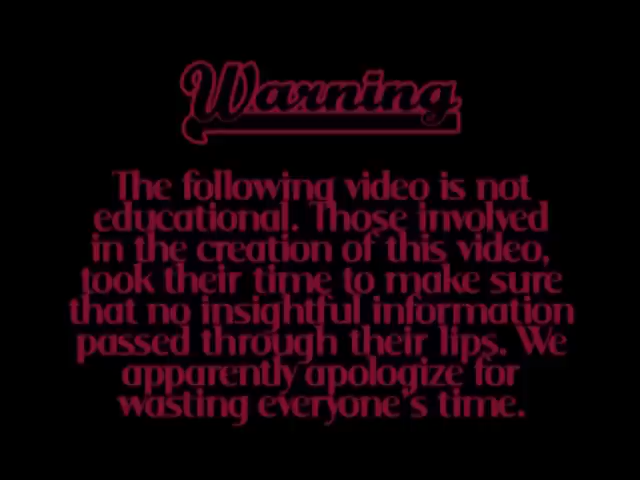 Warning
The following video is not
educational. Those involved
in the creation of this video,
took their time to make sure
that no insightful information
passed through their lips. We
apparently apologize for
wasting everyone's time.